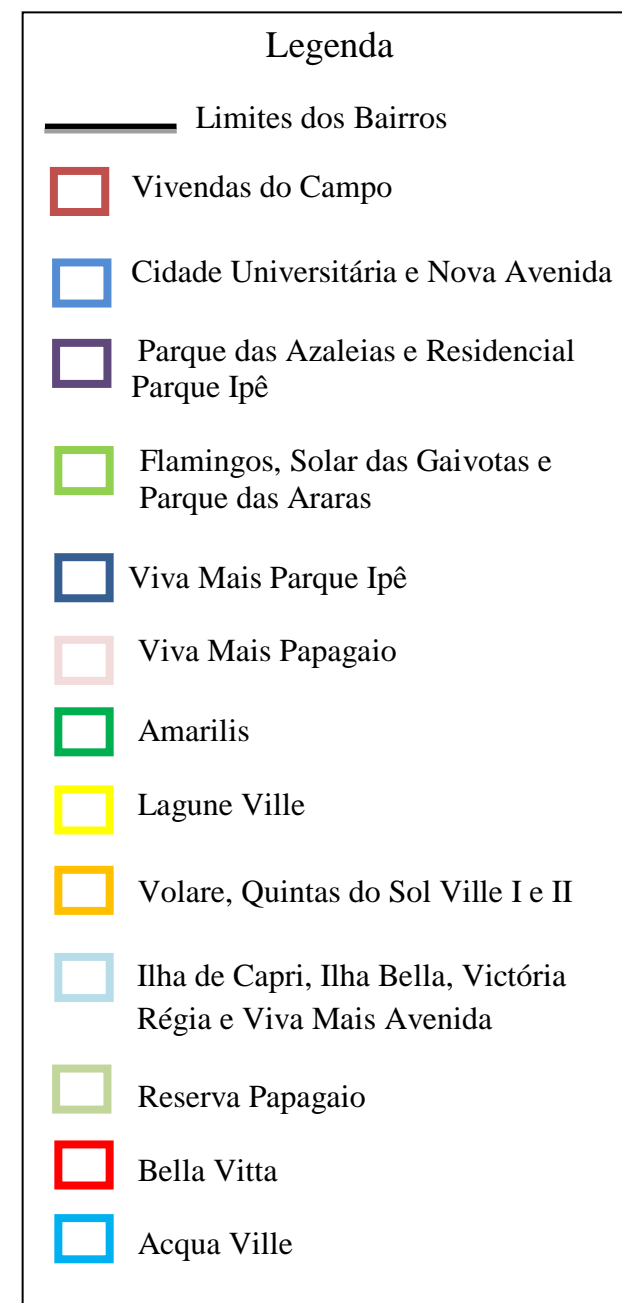 Legenda
Limites dos Bairros
Vivendas do Campo
Cidade Universitária e Nova Avenida
Parque das Azaleias e Residencial
Parque Ipê
Flamingos, Solar das Gaivotas e
Parque das Araras
Viva Mais Parque Ipê
Viva Mais Papagaio
Amarilis
Lagune Ville
Volare, Quintas do Sol Ville I e II
Ilha de Capri, Ilha Bella, Victória
Régia e Viva Mais Avenida
Reserva Papagaio
Bella Vitta
Acqua Ville